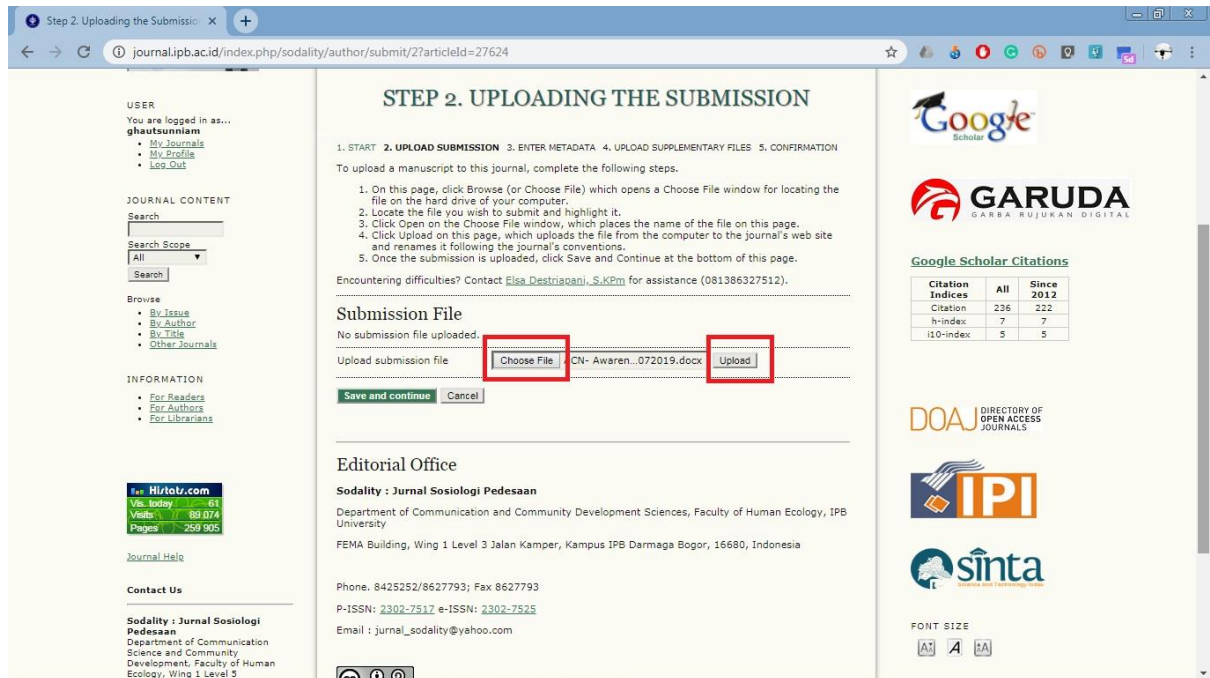 Step 2. Uploading the Submissio
journal.ipb.ac.id/index.php/sodality/author/submit/2?articleId=27624
5d
USER
You are logged in as...
ghautsunniam
My Journals
My Profile
Log Out
JOURNAL CONTENT
Search
Search Scope
All
Search
Browse
By Issue
By Author
By Title
Other Journals
INFORMATION
For Readers
For Authors
For Librarians
Histats.com
Vis. today 61
Visits 89 074
Pages 259 905
Journal Help
Contact Us
Sodality : Jurnal Sosiologi
Pedesaan
Department of Communication
Science and Community
Development, Faculty of Human
Ecology, Wing 1 Level 5
STEP 2. UPLOADING THE SUBMISSION
1. START 2. UPLOAD SUBMISSION 3. ENTER METADATA 4. UPLOAD SUPPLEMENTARY FILES 5. CONFIRMATION
To upload a manuscript to this journal, complete the following steps.
1. On this page, click Browse (or Choose File) which opens a Choose File window for locating the
file on the hard drive of your computer.
2. Locate the file you wish to submit and highlight it.
3. Click Open on the Choose File window, which places the name of the file on this page.
4. Click Upload on this page, which uploads the file from the computer to the journal's web site
and renames it following the journal's conventions.
5. Once the submission is uploaded, click Save and Continue at the bottom of this page.
Encountering difficulties? Contact Elsa Destriapani, S.KPm for assistance (081386327512).
Submission File
No submission file uploaded.
Upload submission file Choose File CN- Awaren...072019.docx Upload
Save and continue Cancel
Editorial Office
Sodality : Jurnal Sosiologi Pedesaan
Department of Communication and Community Development Sciences, Faculty of Human Ecology, IPB
University
FEMA Building, Wing 1 Level 3 Jalan Kamper, Kampus IPB Darmaga Bogor, 16680, Indonesia
Phone. 8425252/8627793; Fax 8627793
P-ISSN: 2302-7517 e-ISSN: 2302-7525
Email : jurnal_sodality@yahoo.com
Google
Scholar
GARUDA
GARBA RUJUKAN DIGITAL
Google Scholar Citations
Citation Indices All Since 2012
Citation 236 222
h-index 7 7
i10-index 5 5
DOAJ DIRECTORY OF
OPEN ACCESS
JOURNALS
IPI
sinta
Science and Technology Index
FONT SIZE